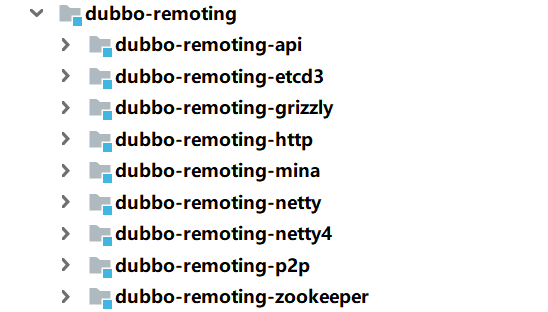 dubbo-remoting
dubbo-remoting-api
dubbo-remoting-etcd3
dubbo-remoting-grizzly
dubbo-remoting-http
dubbo-remoting-mina
dubbo-remoting-netty
dubbo-remoting-netty4
dubbo-remoting-p2p
dubbo-remoting-zookeeper